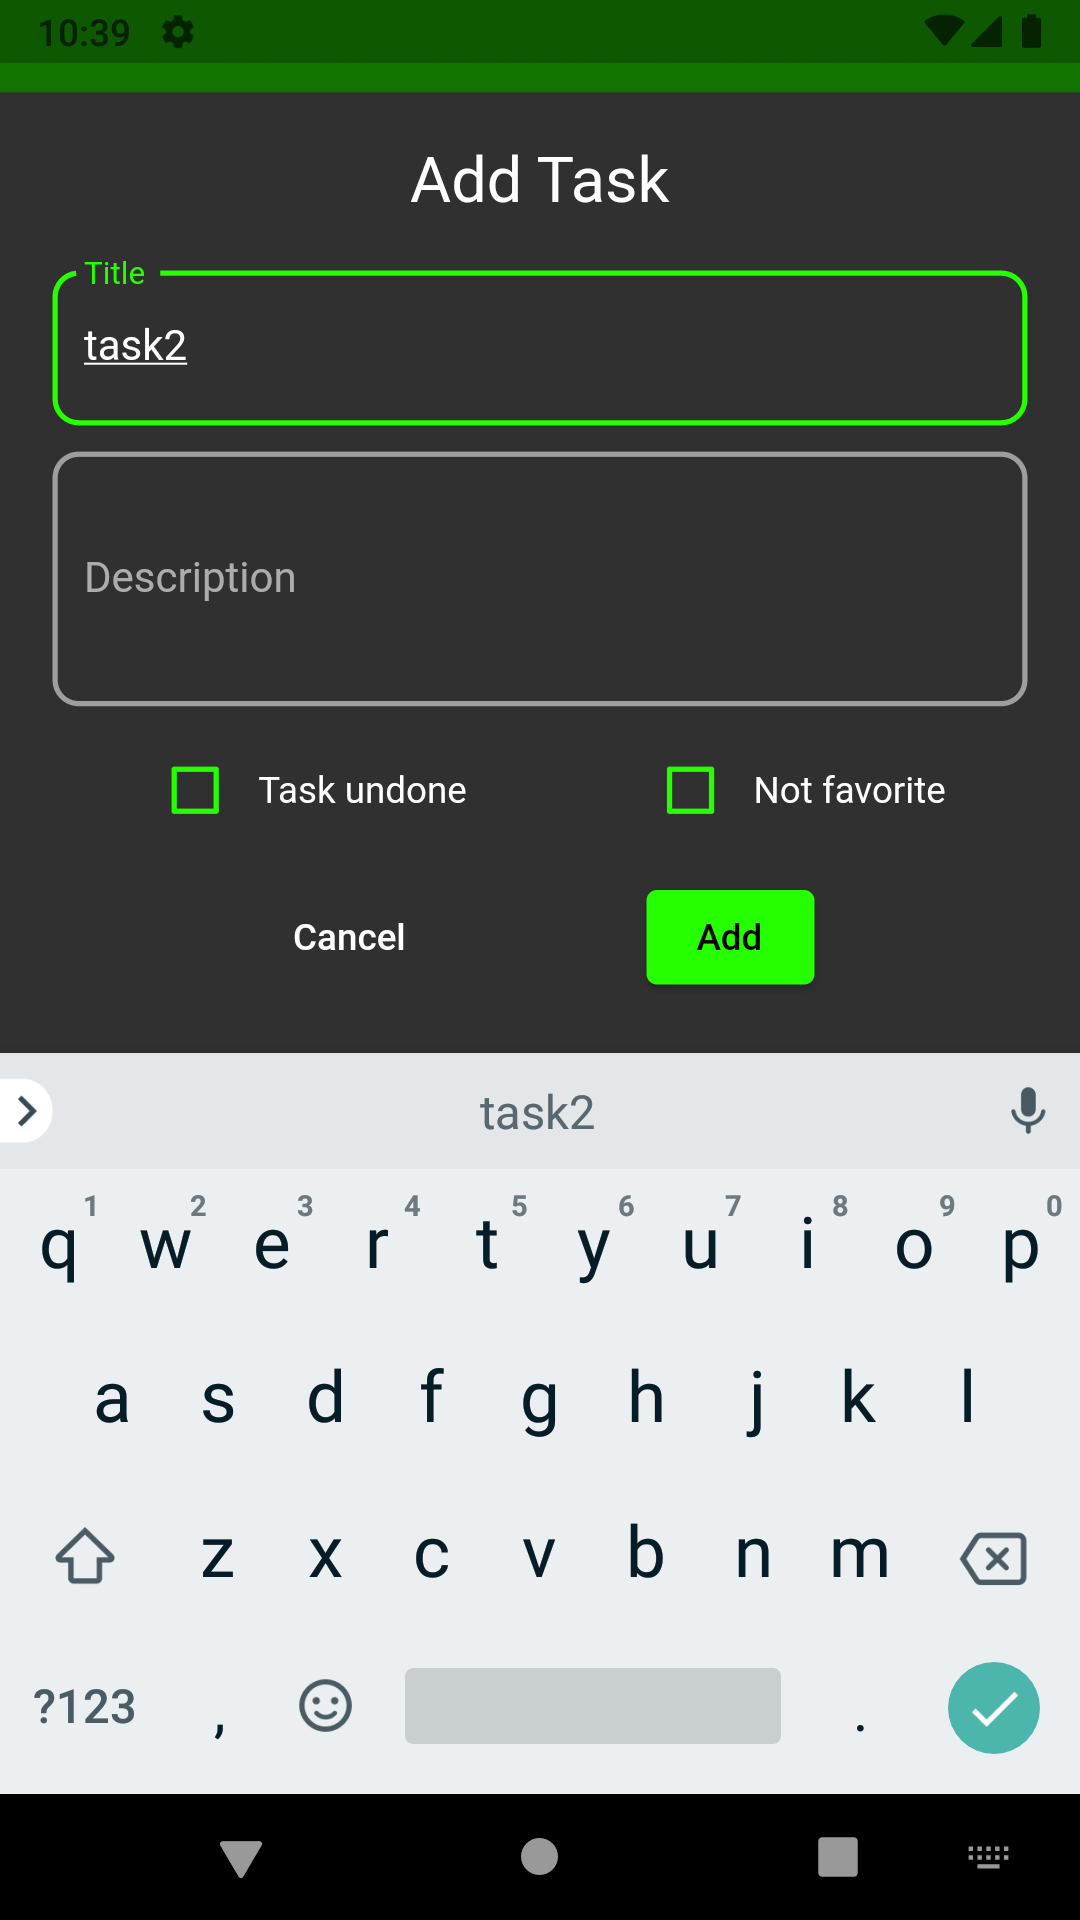 10:39
Add Task
Title
task2
Description
Task undone
Not favorite
Cancel
Add
task2
1 2 3 4 5 6 7 8 9 0
q w e r t y u i o p
a s d f g h j k l
z x c v b n m
?123 , .